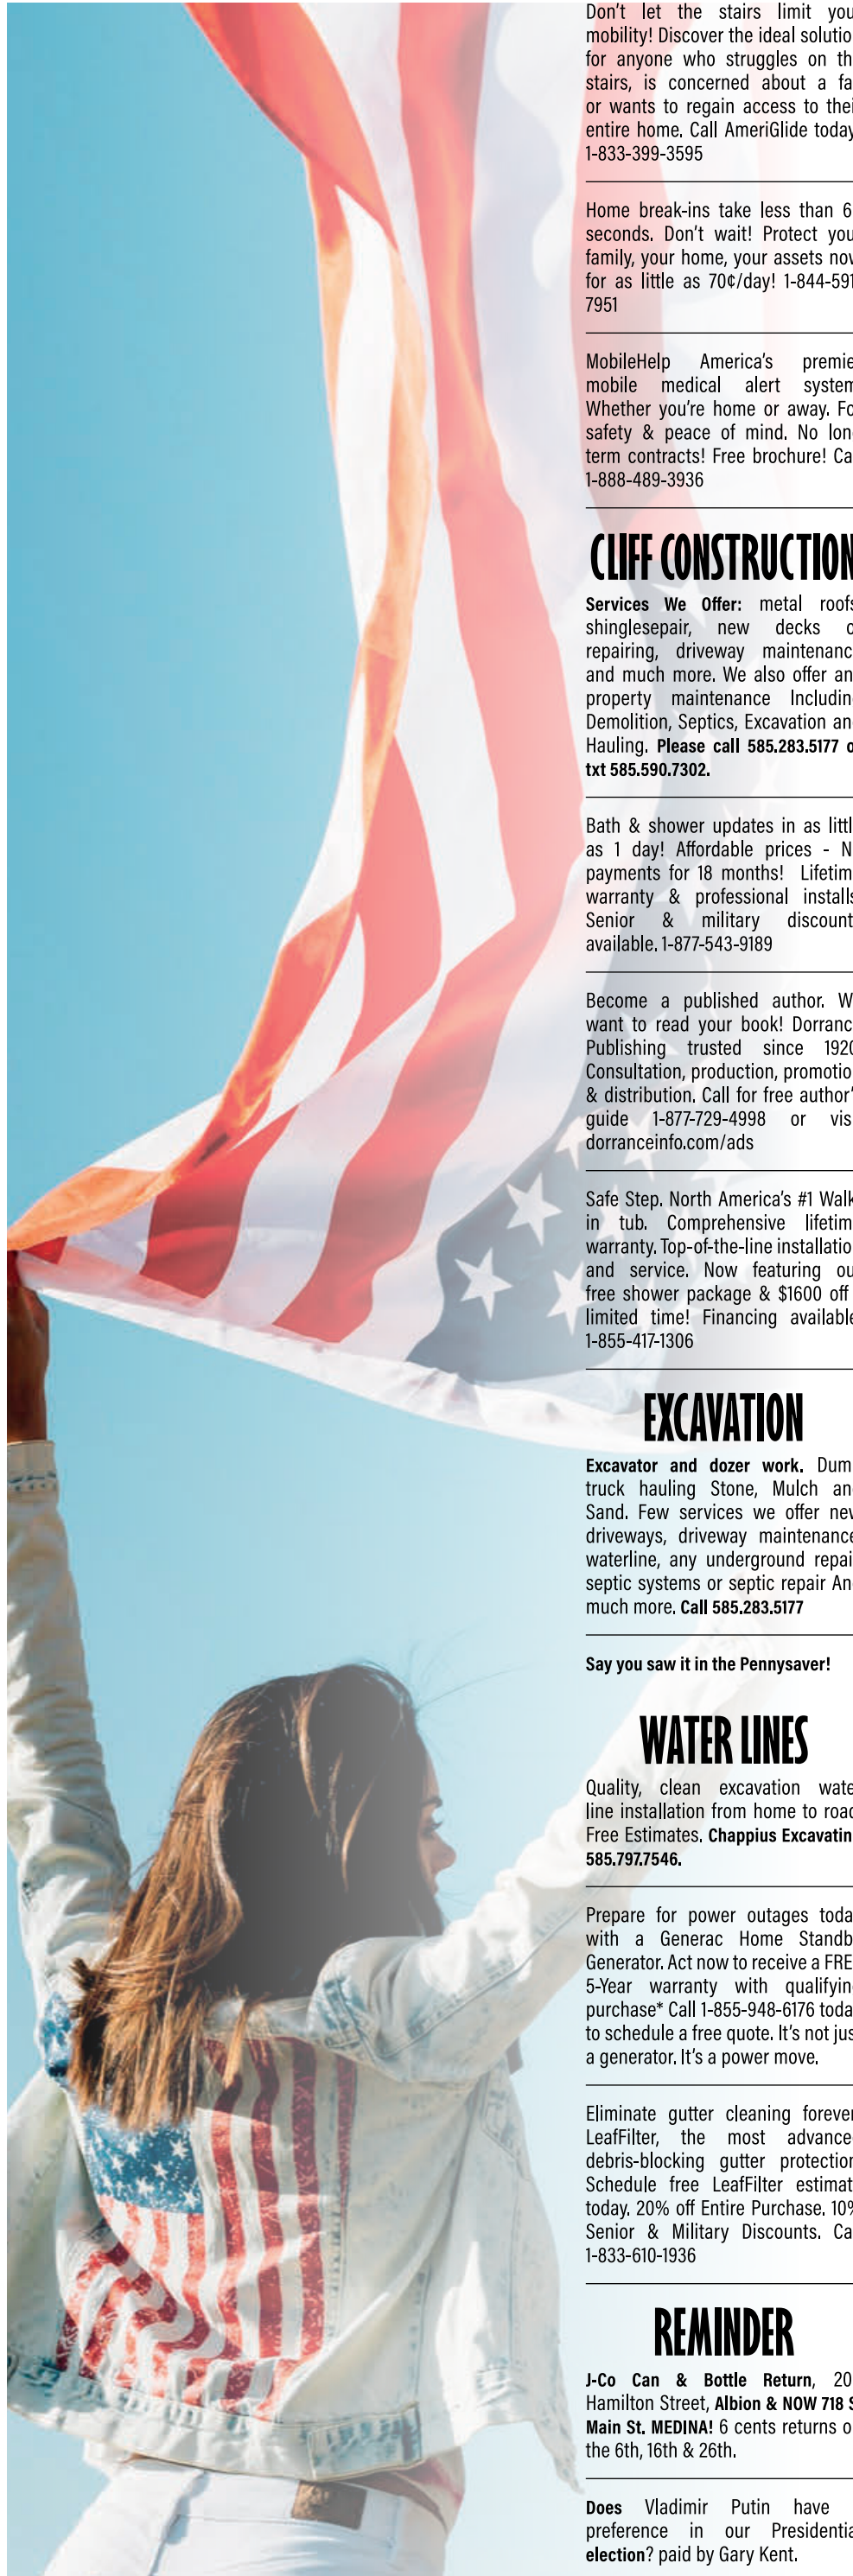 Don't let the stairs limit you
mobility! Discover the ideal solutio
for anyone who struggles on th
stairs, is concerned about a fa
or wants to regain access to thei
entire home. Call AmeriGlide today
1-833-399-3595
Home break-ins take less than 6
seconds. Don't wait! Protect you
family, your home, your assets nov
for as little as 70¢/day! 1-844-591
7951
MobileHelp America's premie
mobile medical alert system
Whether you're home or away. Fo
safety & peace of mind. No lon
term contracts! Free brochure! Ca
1-888-489-3936
CLIFF CONSTRUCTION
Services We Offer: metal roofs
shinglesepair, new decks o
repairing, driveway maintenanc
and much more. We also offer an
property maintenance Includin
Demolition, Septics, Excavation an
Hauling. Please call 585.283.5177 o
txt 585.590.7302.
Bath & shower updates in as littl
as 1 day! Affordable prices - N
payments for 18 months! Lifetim
warranty & professional installs
Senior & military discount
available. 1-877-543-9189
Become a published author. W
want to read your book! Dorranc
Publishing trusted since 1920
Consultation, production, promotio
& distribution. Call for free author'
guide 1-877-729-4998 or vis
dorranceinfo.com/ads
Safe Step. North America's #1 Walk
in tub. Comprehensive lifetim
warranty. Top-of-the-line installatio
and service. Now featuring ou
free shower package & $1600 off
limited time! Financing available
1-855-417-1306
EXCAVATION
Excavator and dozer work. Dum
truck hauling Stone, Mulch an
Sand. Few services we offer nev
driveways, driveway maintenance
waterline, any underground repai
septic systems or septic repair An
much more. Call 585.283.5177
Say you saw it in the Pennysaver!
WATER LINES
Quality, clean excavation wate
line installation from home to road
Free Estimates. Chappius Excavatin
585.797.7546.
Prepare for power outages toda
with a Generac Home Standb
Generator. Act now to receive a FRE
5-Year warranty with qualifyin
purchase* Call 1-855-948-6176 toda
to schedule a free quote. It's not jus
a generator. It's a power move.
Eliminate gutter cleaning forever
LeafFilter, the most advance
debris-blocking gutter protection
Schedule free LeafFilter estimat
today. 20% off Entire Purchase. 10%
Senior & Military Discounts. Ca
1-833-610-1936
REMINDER
J-Co Can & Bottle Return, 20
Hamilton Street, Albion & NOW 718 S
Main St. MEDINA! 6 cents returns o
the 6th, 16th & 26th.
Does Vladimir Putin have
preference in our Presidentia
election? paid by Gary Kent.